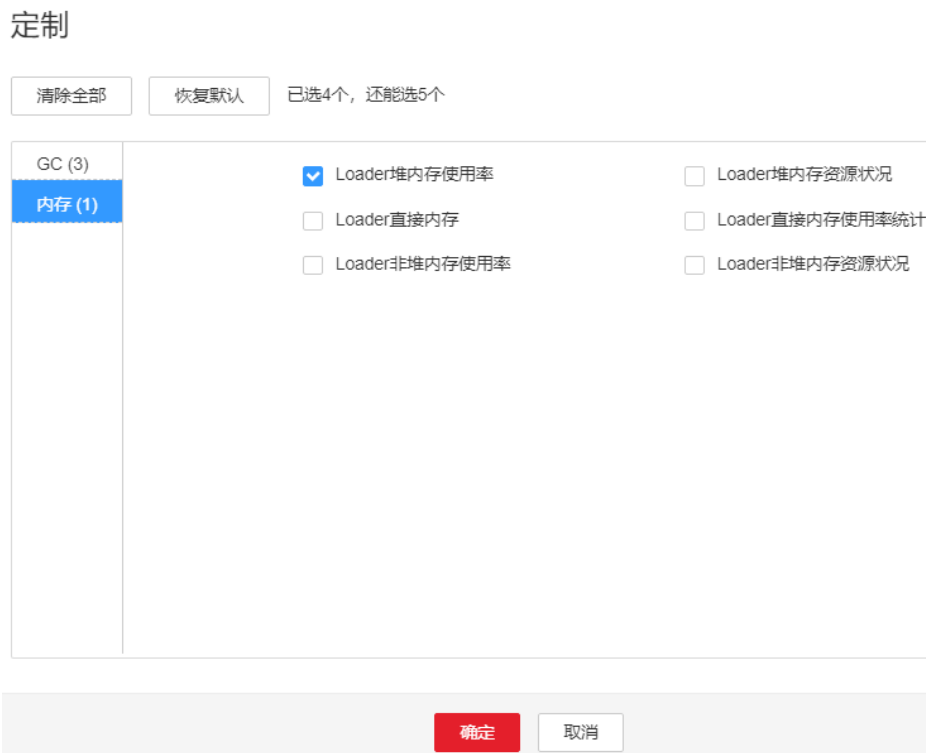 定制
清除全部 恢复默认 已选4个，还能选5个
GC (3)
内存 (1)
Loader堆内存使用率 Loader堆内存资源状况
Loader直接内存 Loader直接内存使用率统计
Loader非堆内存使用率 Loader非堆内存资源状况
确定 取消